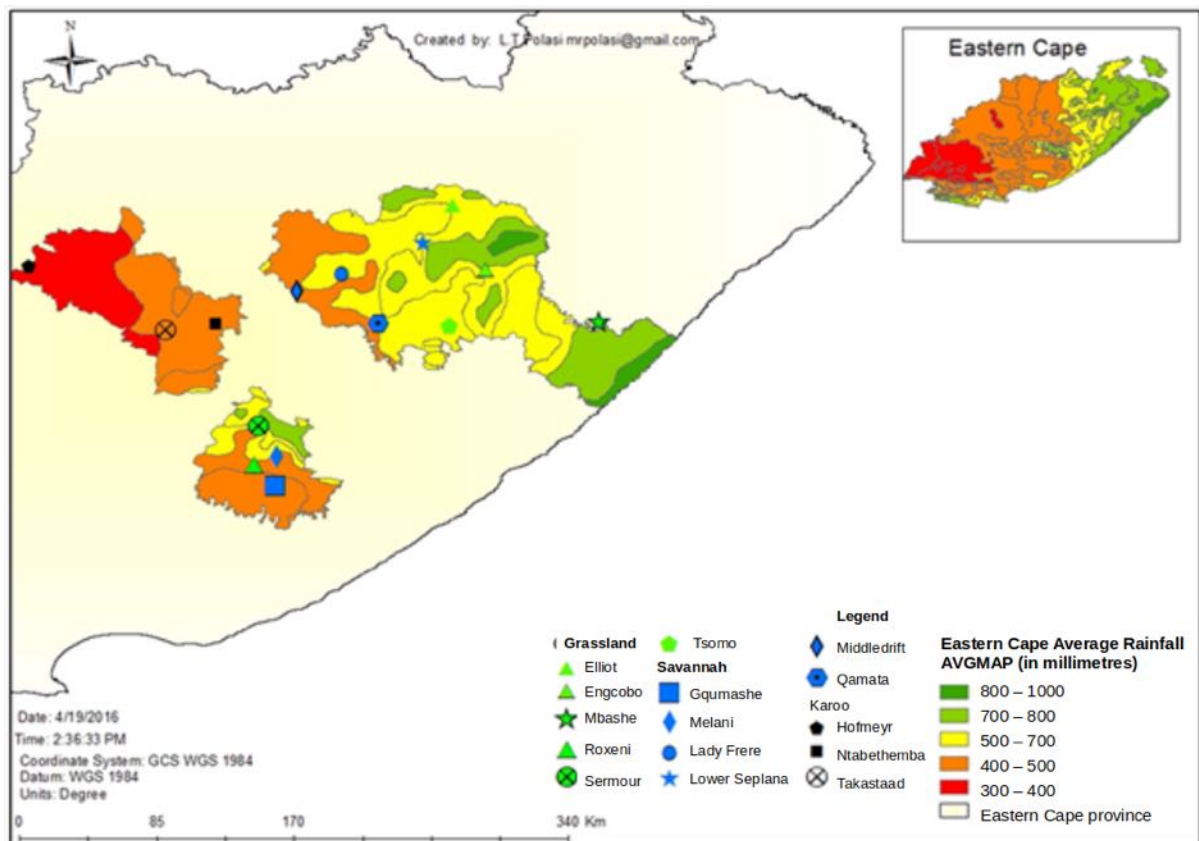 N
Created by: L T Polasi mrpolasi@gmail.com
Eastern Cape
Date: 4/19/2016
Time: 2:36:33 PM
Coordinate System: GCS WGS 1984
Datum: WGS 1984
Units: Degree
0 85 170 340 Km
Grassland
Elliot
Engcobo
Mbashe
Roxeni
Sermour
Tsomo
Savannah
Gqumashe
Melani
Lady Frere
Lower Seplana
Legend
Middledrift
Qamata
Karoo
Hofmeyr
Ntabethemba
Takastaad
Eastern Cape Average Rainfall
AVGMAP (in millimetres)
800 – 1000
700 – 800
500 – 700
400 – 500
300 – 400
Eastern Cape province